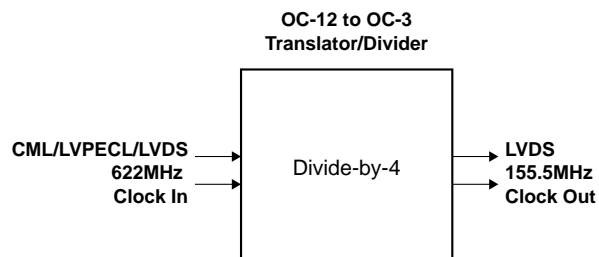 OC-12 to OC-3
Translator/Divider
CML/LVPECL/LVDS
622MHz
Clock In
Divide-by-4
LVDS
155.5MHz
Clock Out